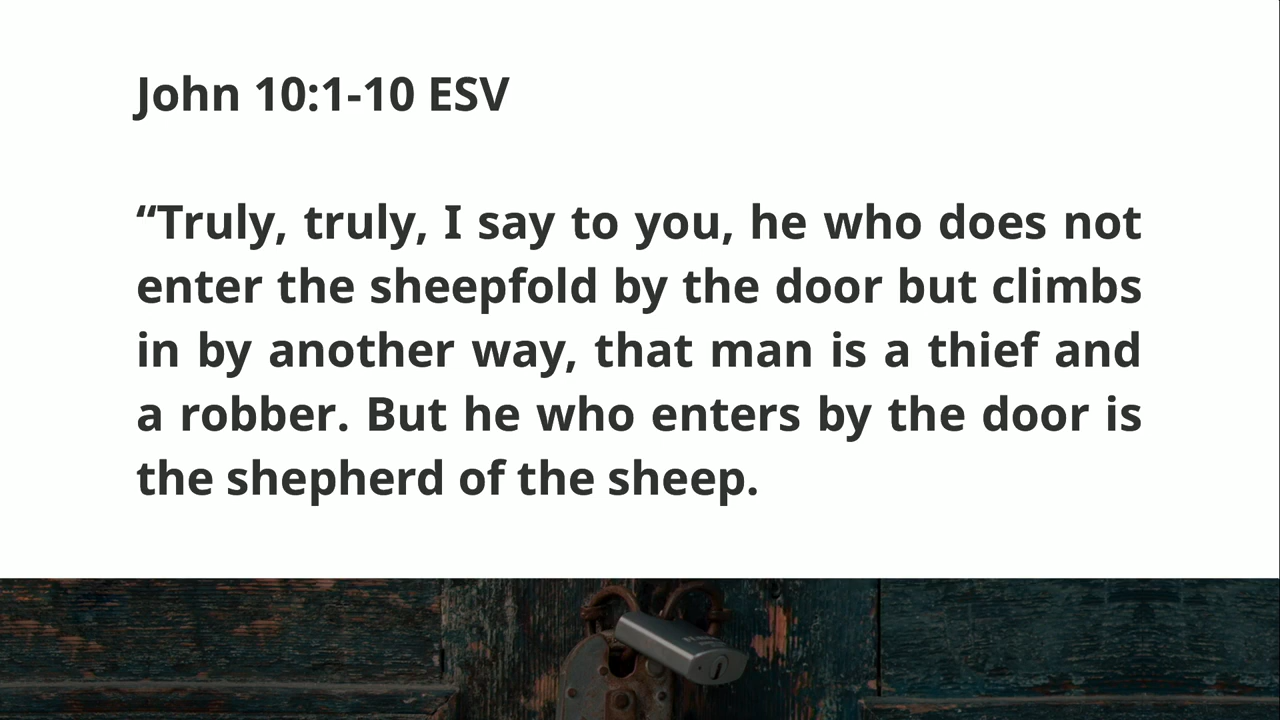 John 10:1-10 ESV
“Truly, truly, I say to you, he who does not
enter the sheepfold by the door but climbs
in by another way, that man is a thief and
a robber. But he who enters by the door is
the shepherd of the sheep.